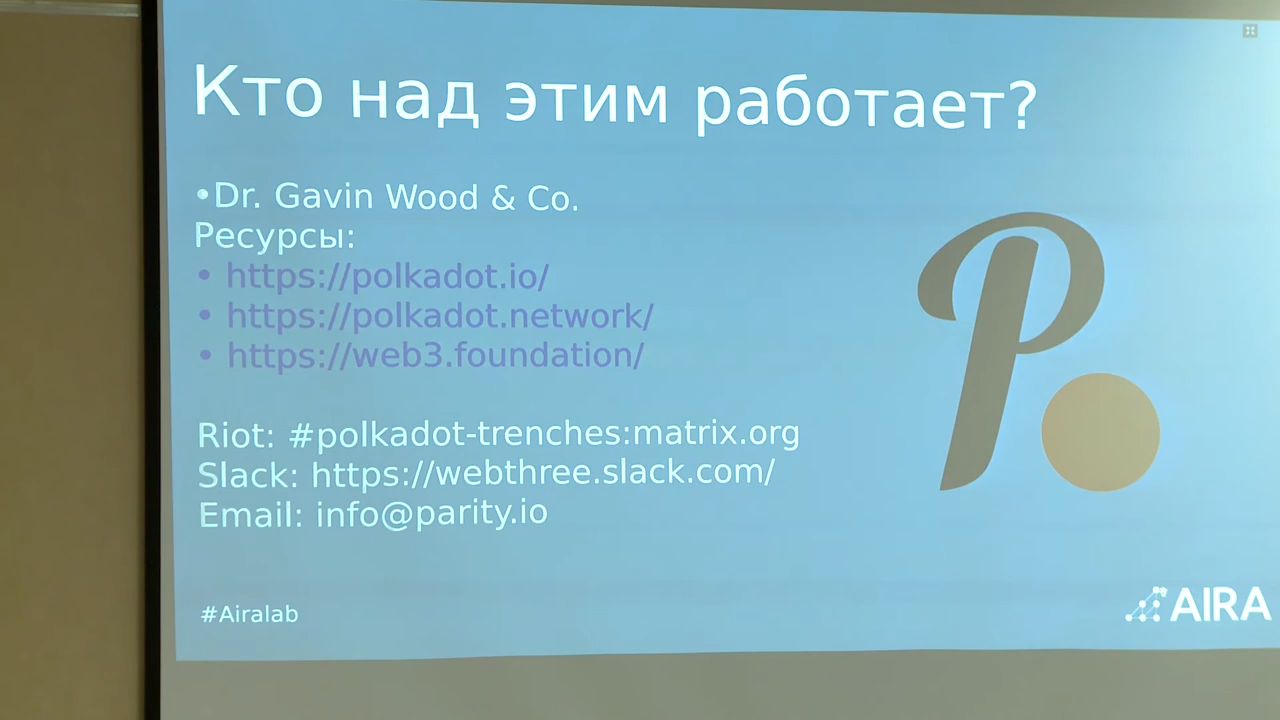 Кто над этим работает?
•Dr. Gavin Wood & Co.
Ресурсы:
• https://polkadot.io/
• https://polkadot.network/
• https://web3.foundation/
Riot: #polkadot-trenches:matrix.org
Slack: https://webthree.slack.com/
Email: info@parity.io
#Airalab
AIRA